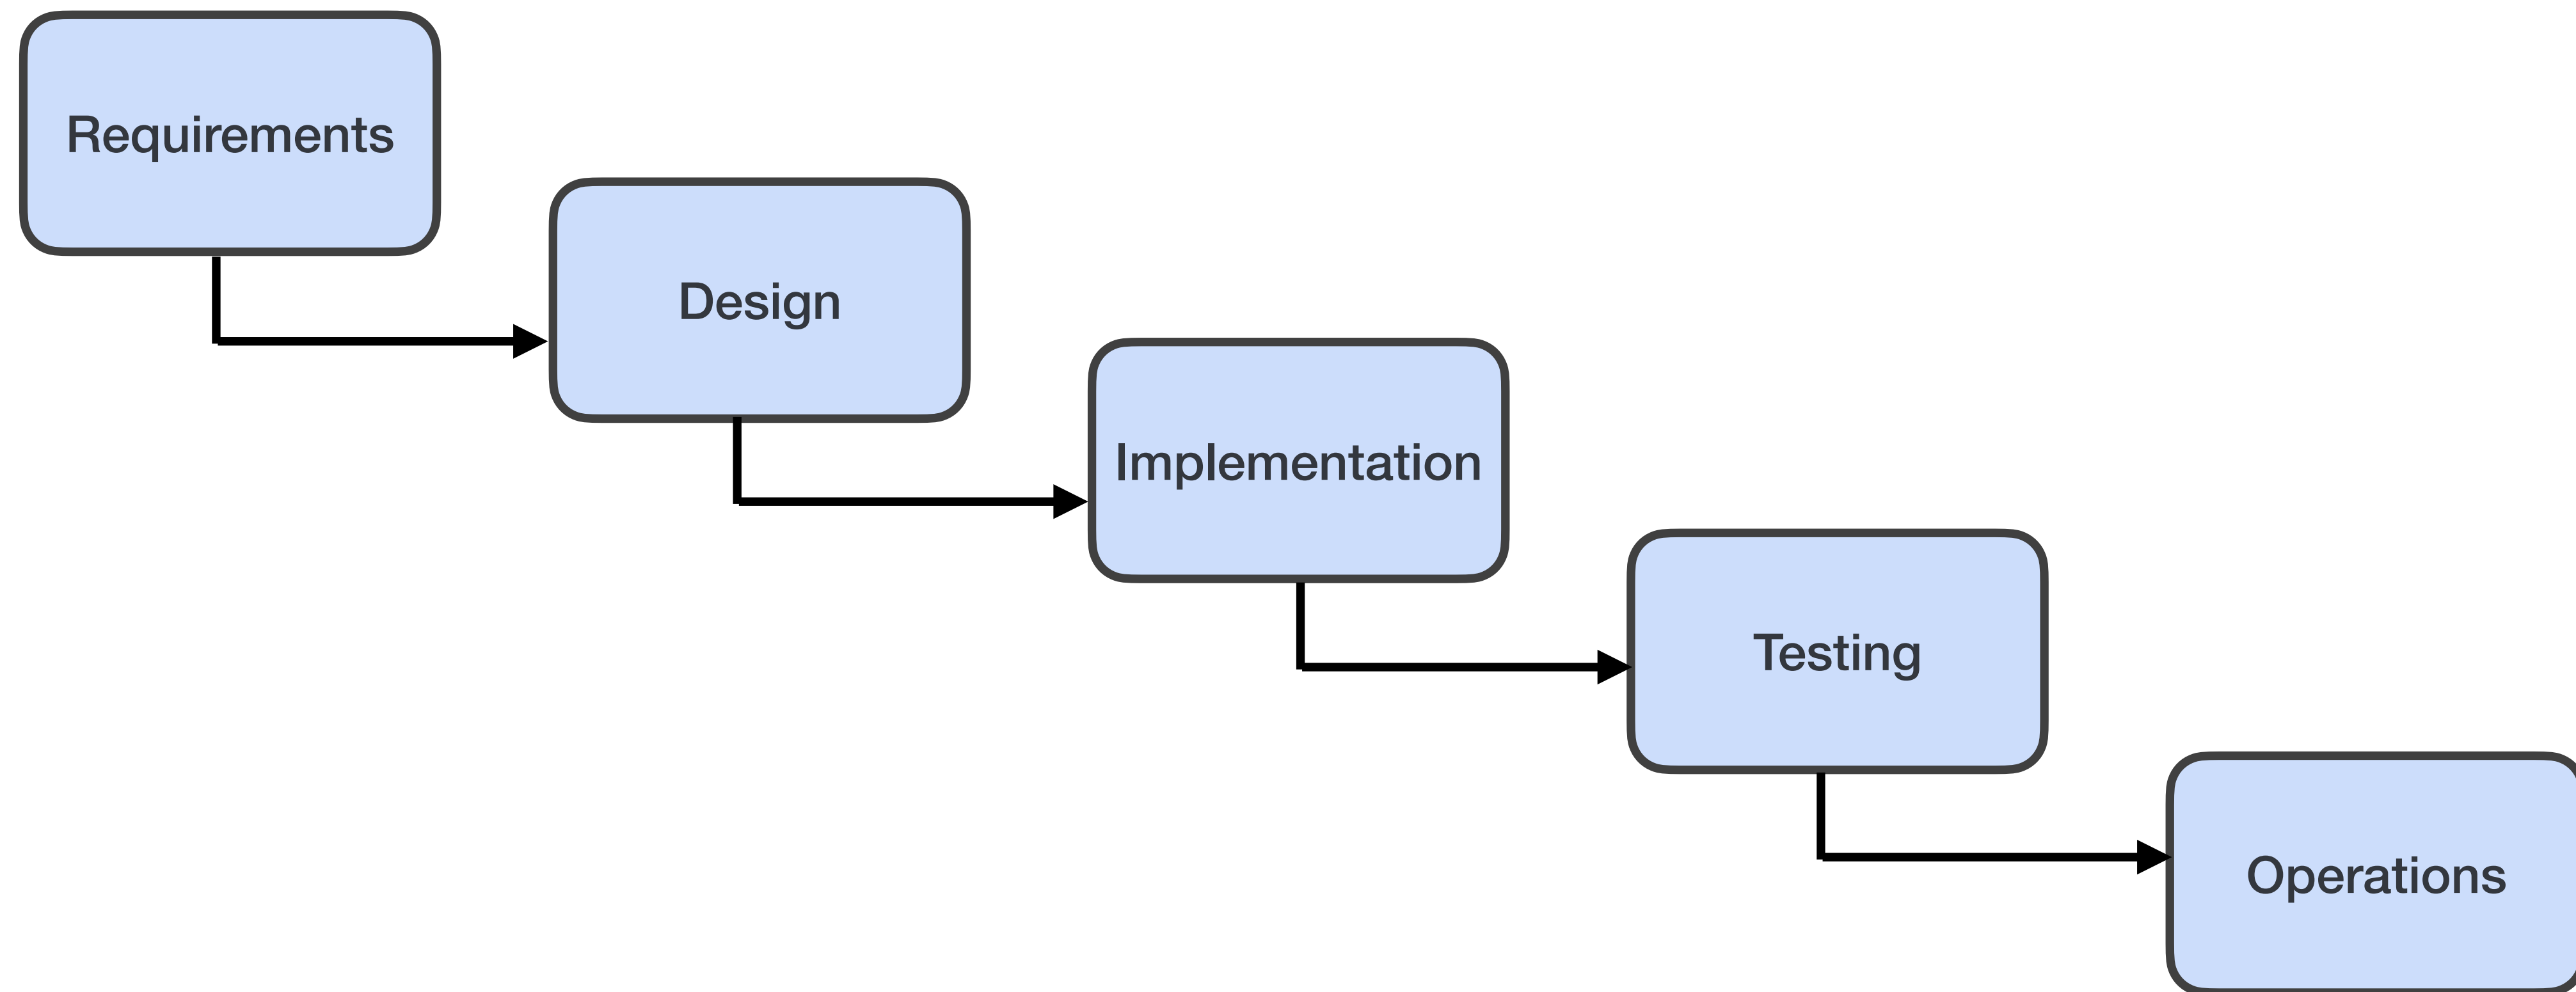 Requirements
Design
Implementation
Testing
Operations